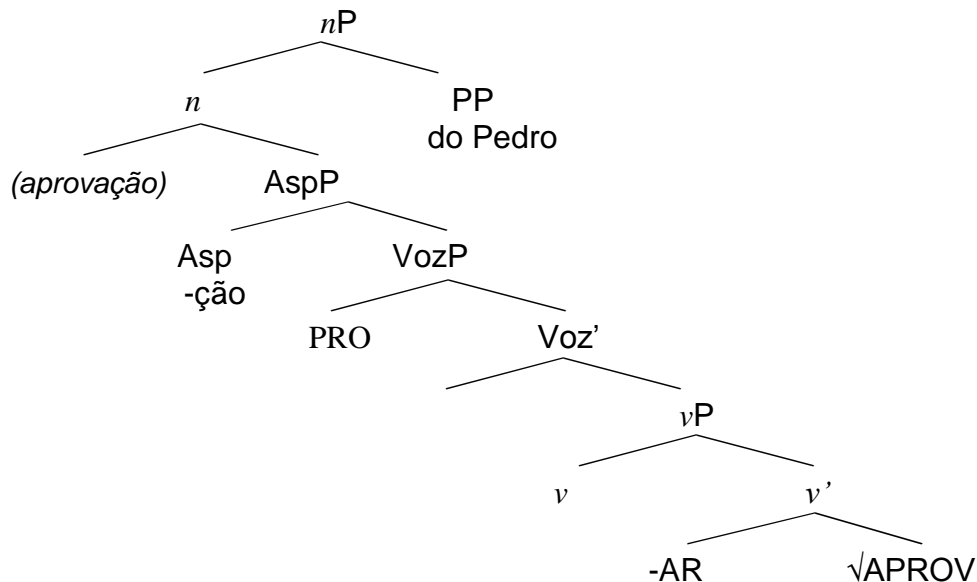 nP
n
PP
do Pedro
(aprovação)
AspP
Asp
-ção
VozP
PRO
Voz’
vP
v
v’
-AR
√APROV